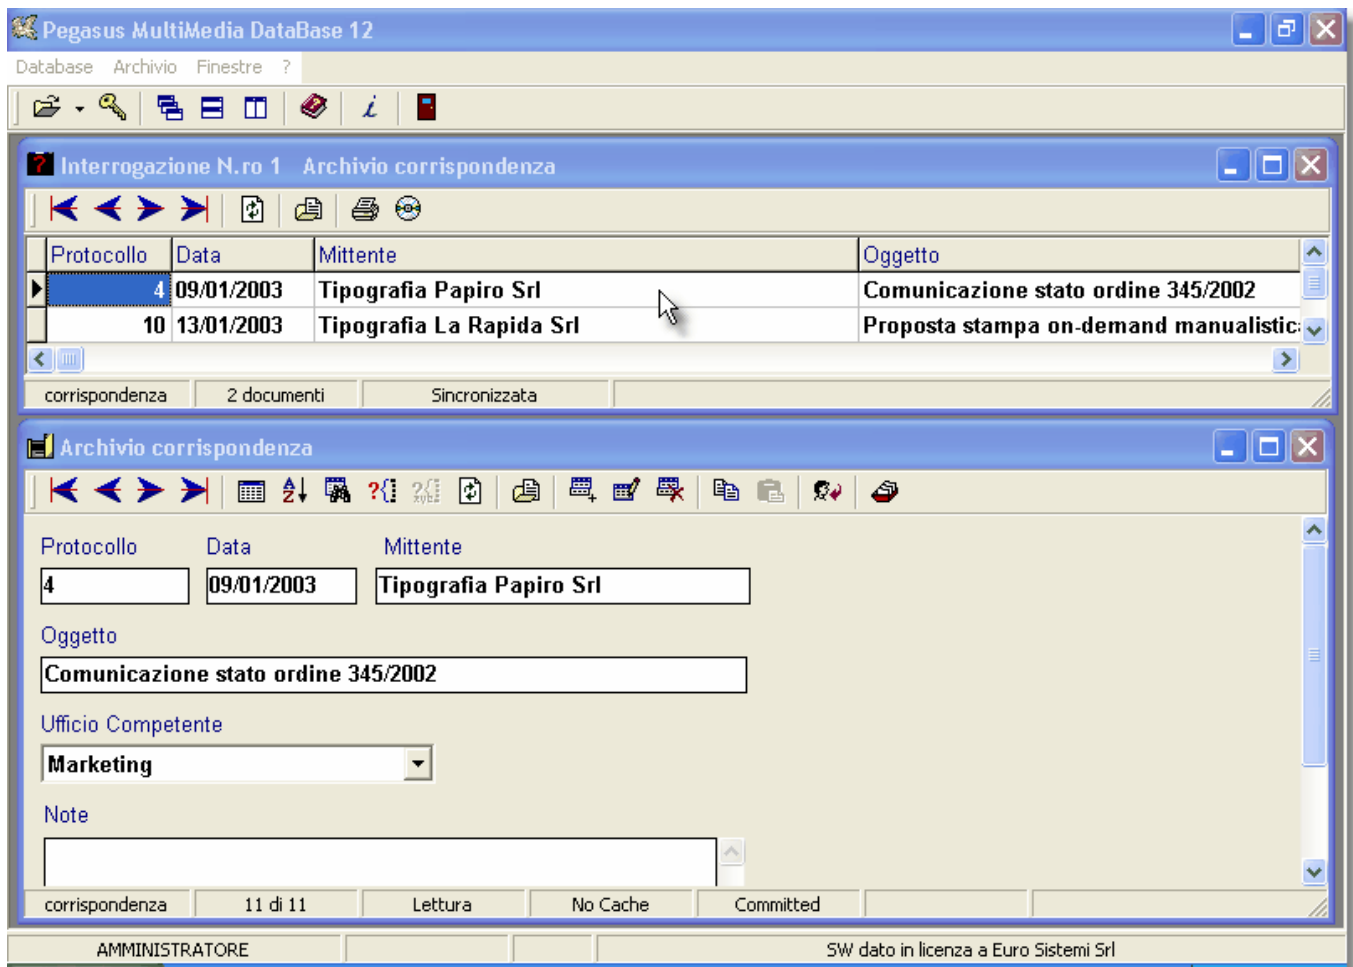 Pegasus MultiMedia DataBase 12
Database Archivio Finestre ?
Interrogazione N.ro 1 Archivio corrispondenza
Protocollo Data Mittente Oggetto
4 09/01/2003 Tipografia Papiro Srl Comunicazione stato ordine 345/2002
10 13/01/2003 Tipografia La Rapida Srl Proposta stampa on-demand manualistic
corrispondenza 2 documenti Sincronizzata
Archivio corrispondenza
Protocollo Data Mittente
4 09/01/2003 Tipografia Papiro Srl
Oggetto
Comunicazione stato ordine 345/2002
Ufficio Competente
Marketing
Note
corrispondenza 11 di 11 Lettura No Cache Committed
AMMINISTRATORE SW dato in licenza a Euro Sistemi Srl